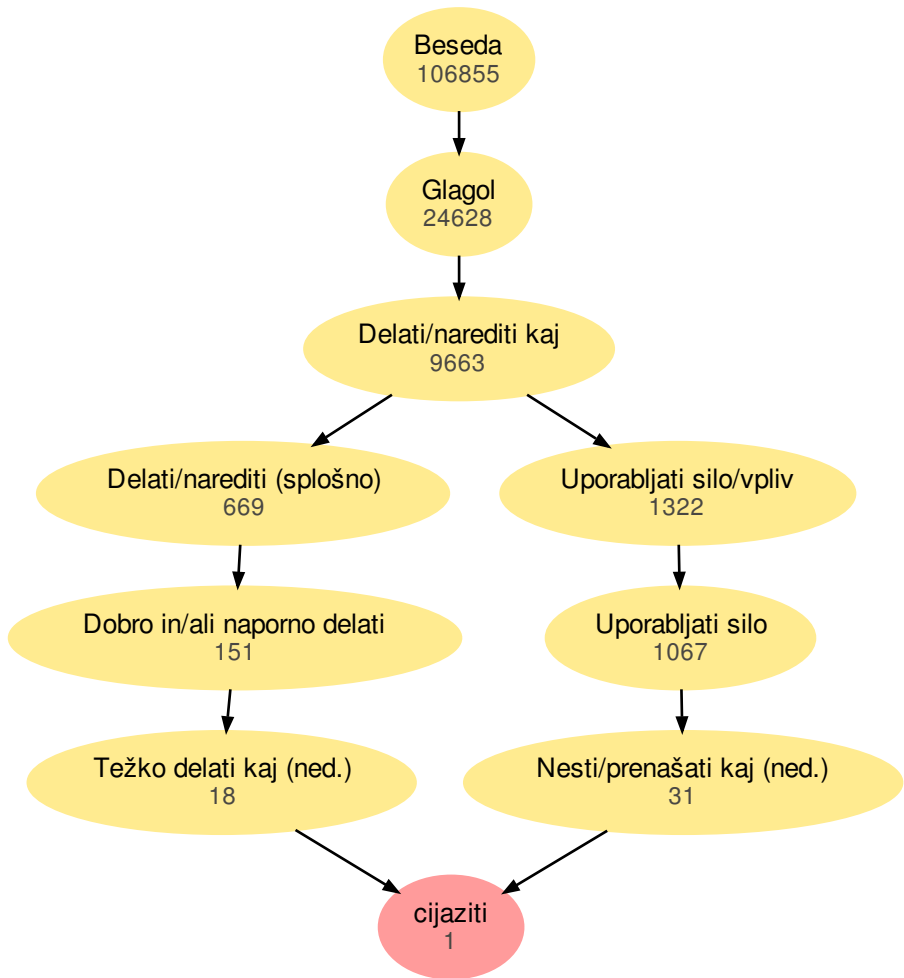 Beseda
106855
Glagol
24628
Delati/narediti kaj
9663
Delati/narediti (splošno)
669
Uporabljati silo/vpliv
1322
Dobro in/ali naporno delati
151
Uporabljati silo
1067
Težko delati kaj (ned.)
18
Nesti/prenašati kaj (ned.)
31
cijaziti
1